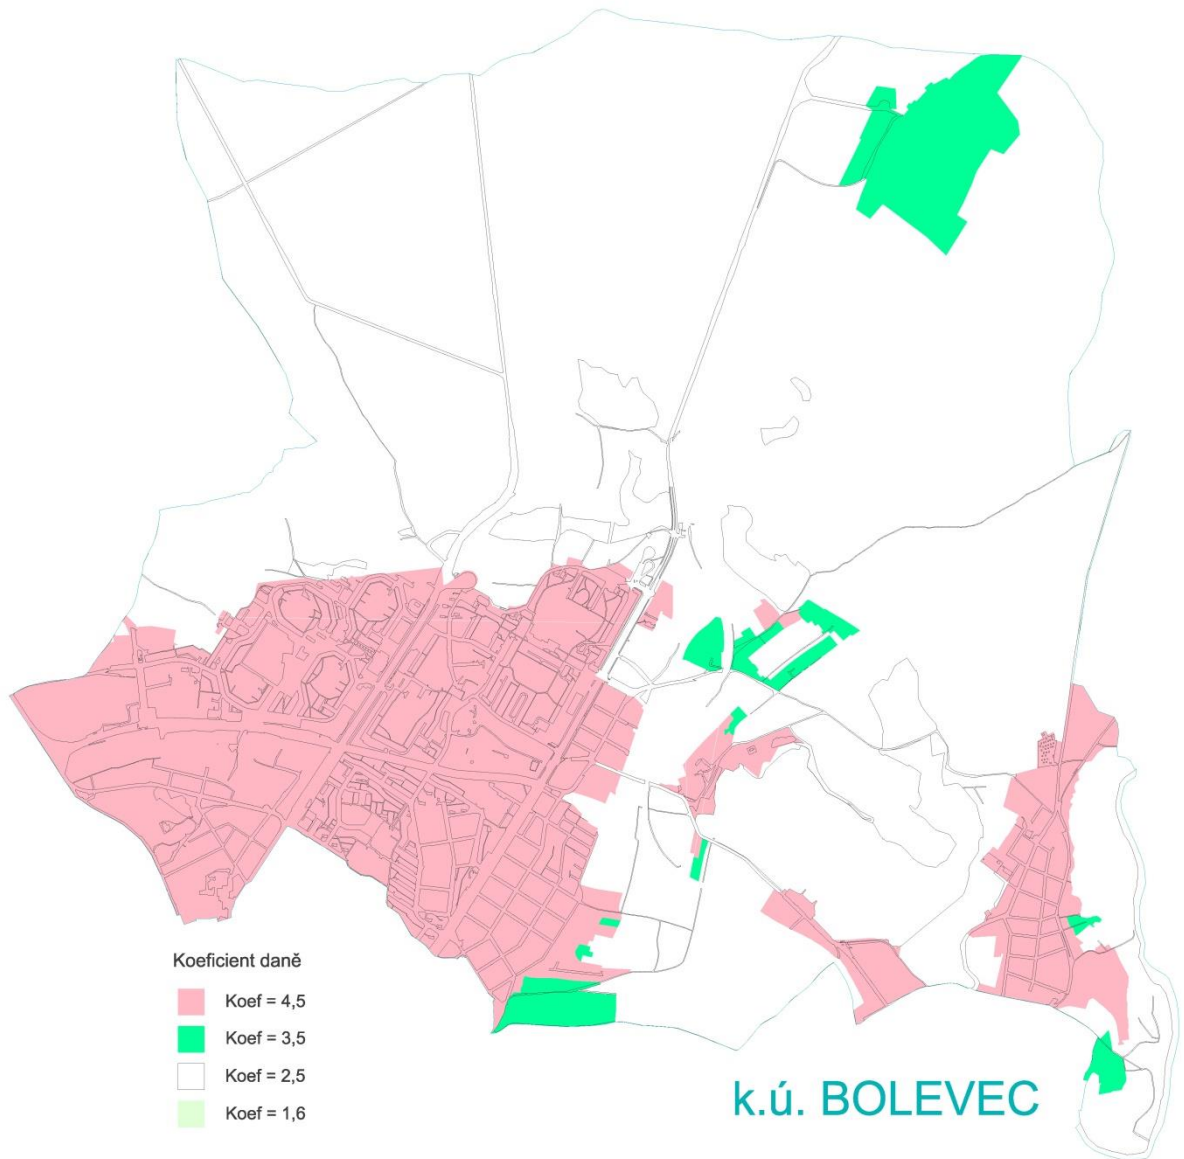 Koeficient daně
Koef = 4,5
Koef = 3,5
Koef = 2,5
Koef = 1,6
k.ú. BOLEVEC